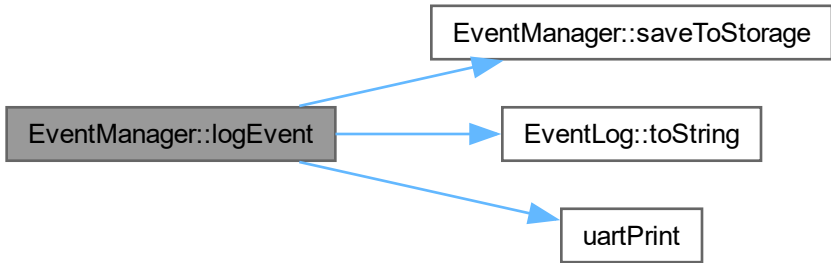 EventManager::saveToStorage
EventManager::logEvent
EventLog::toString
uartPrint